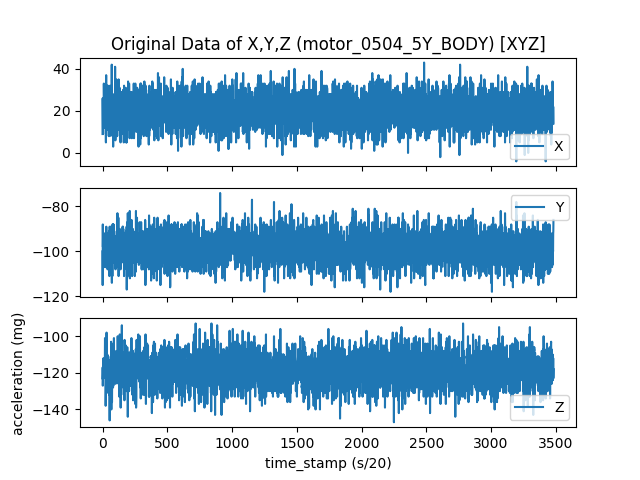 Original Data of X,Y,Z (motor_0504_5Y_BODY) [XYZ]
40
20
0
X
−80
−100
−120
Y
−100
−120
−140
Z
acceleration (mg)
0 500 1000 1500 2000 2500 3000 3500
time_stamp (s/20)